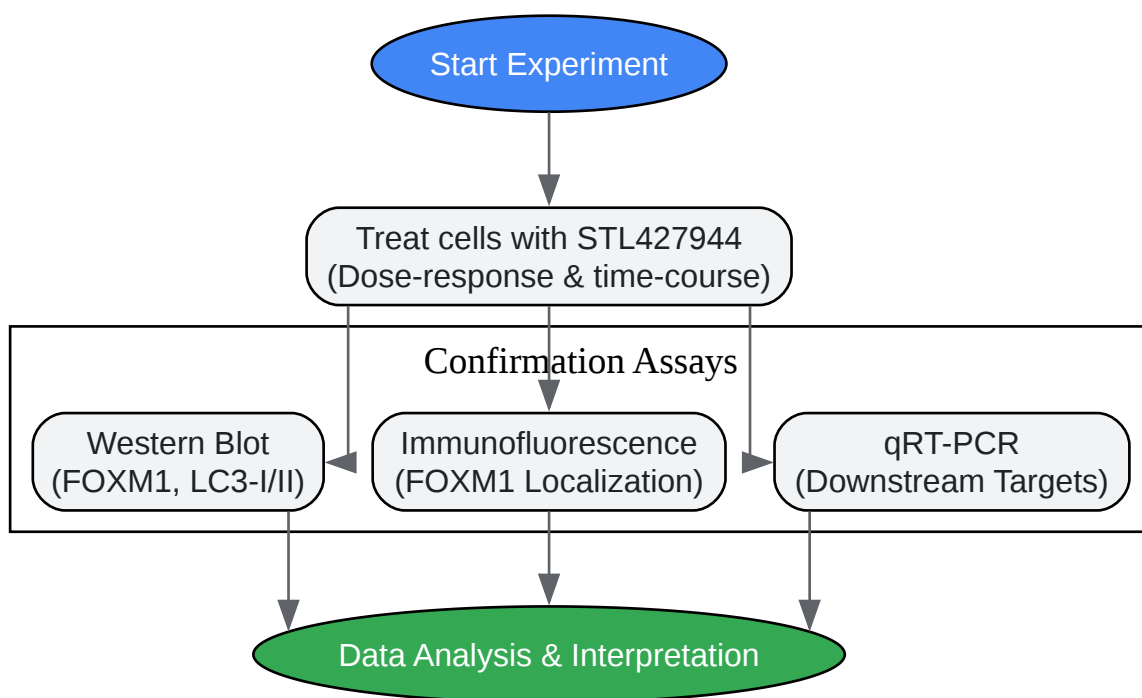 Start Experiment
Treat cells with STL427944
(Dose-response & time-course)
Confirmation Assays
Western Blot
(FOXM1, LC3-I/II)
Immunofluorescence
(FOXM1 Localization)
qRT-PCR
(Downstream Targets)
Data Analysis & Interpretation